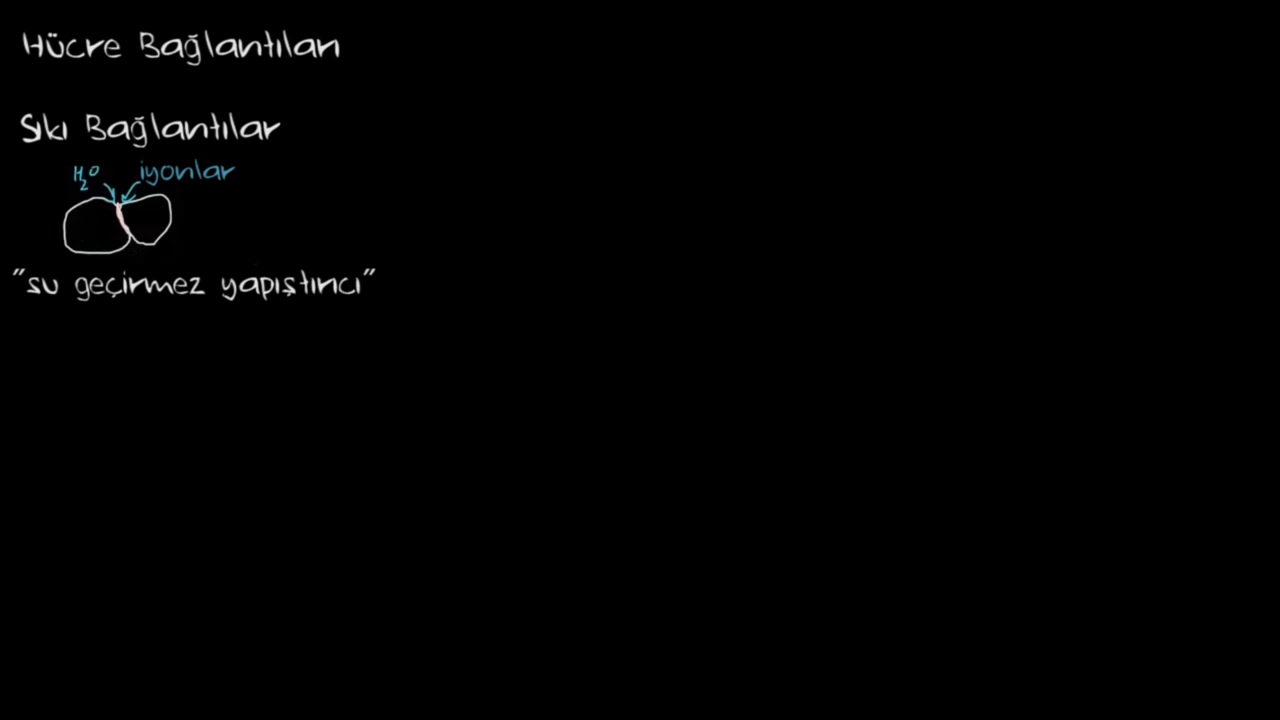 Hücre Bağlantıları
Sıkı Bağlantılar
H₂O iyonlar
"su geçirmez yapıştırıcı"